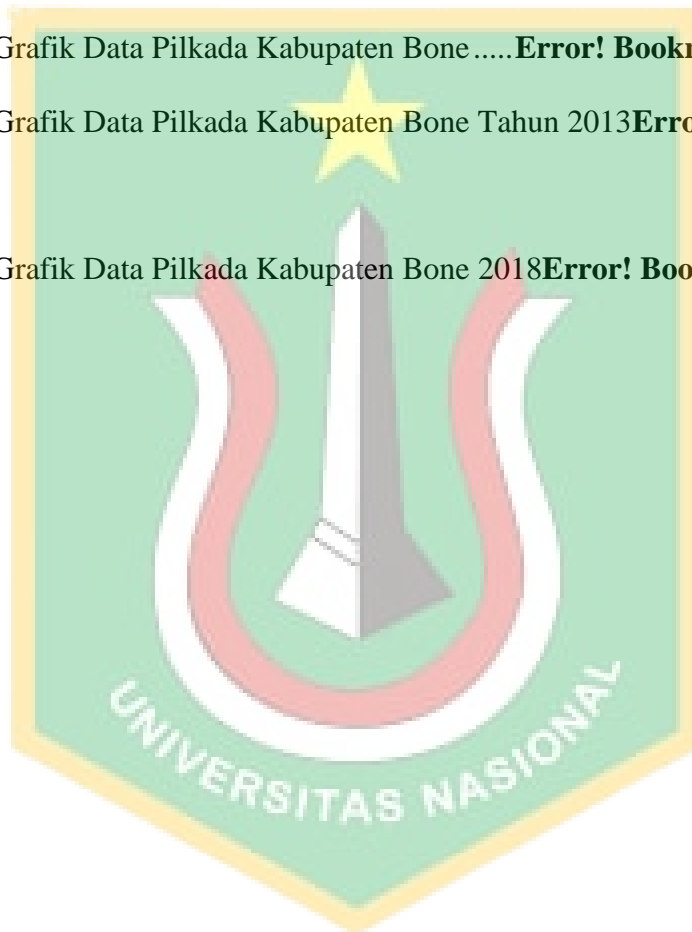 Grafik Data Pilkada Kabupaten Bone.....Error! Book
Grafik Data Pilkada Kabupaten Bone Tahun 2013Erro
Grafik Data Pilkada Kabupaten Bone 2018Error! Boo
UNIVERSITAS NASIONAL